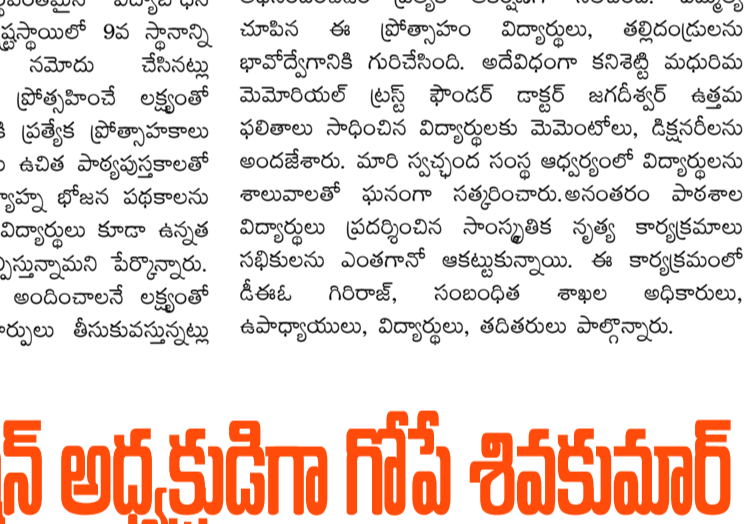 ష్టస్థాయిలో 9వ స్థానాన్ని
నమోదు చేసినట్లు
ప్రోత్సహించే లక్ష్యంతో
ప్రత్యేక ప్రోత్సాహకాలు
ఉచిత పాఠ్యపుస్తకాలతో
భోజన పథకాలను
విద్యార్థులు కూడా ఉన్నత
పేర్కొన్నారు.
అందించాలనే లక్ష్యంతో
తీసుకువస్తున్నట్లు
చూపిన ఈ ప్రోత్సాహం విద్యార్థులు, తల్లిదండ్రులను
భావోద్వేగానికి గురిచేసింది. అదేవిధంగా కనిశెట్టి మధురిమ
మెమోరియల్ ట్రస్ట్ ఫౌండర్ డాక్టర్ జగదీశ్వర్ ఉత్తమ
ఫలితాలు సాధించిన విద్యార్థులకు మెమెంటోలు, డిక్షనరీలను
అందజేశారు. మారి స్వచ్ఛంద సంస్థ ఆధ్వర్యంలో విద్యార్థులను
శాలువాలతో ఘనంగా సత్కరించారు.అనంతరం పాఠశాల
విద్యార్థులు ప్రదర్శించిన సాంస్కృతిక నృత్య కార్యక్రమాలు
సభికులను ఎంతగానో ఆకట్టుకున్నాయి. ఈ కార్యక్రమంలో
డీఈఓ గిరిరాజ్, సంబంధిత శాఖల అధికారులు,
ఉపాధ్యాయులు, విద్యార్థులు, తదితరులు పాల్గొన్నారు.
అధ్యక్షుడిగా గోపే శివకుమార్